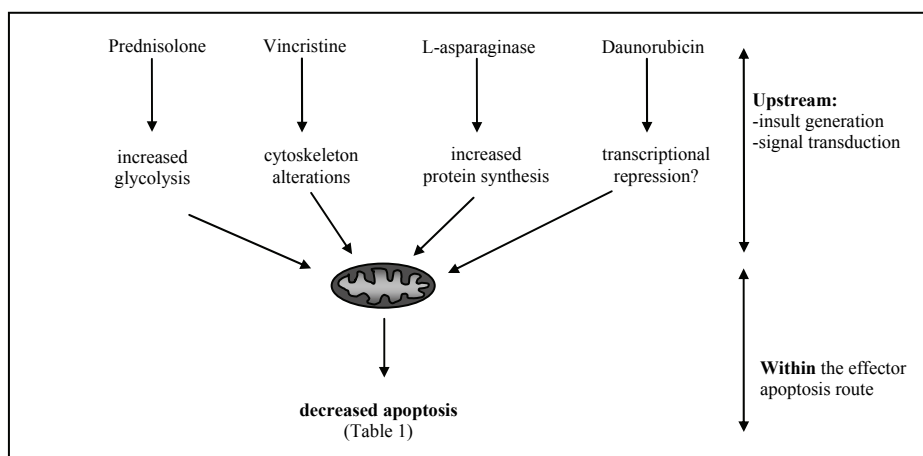 Prednisolone Vincristine L-asparaginase Daunorubicin
Upstream:
-insult generation
-signal transduction
increased
glycolysis
cytoskeleton
alterations
increased
protein synthesis
transcriptional
repression?
Within the effector
apoptosis route
decreased apoptosis
(Table 1)